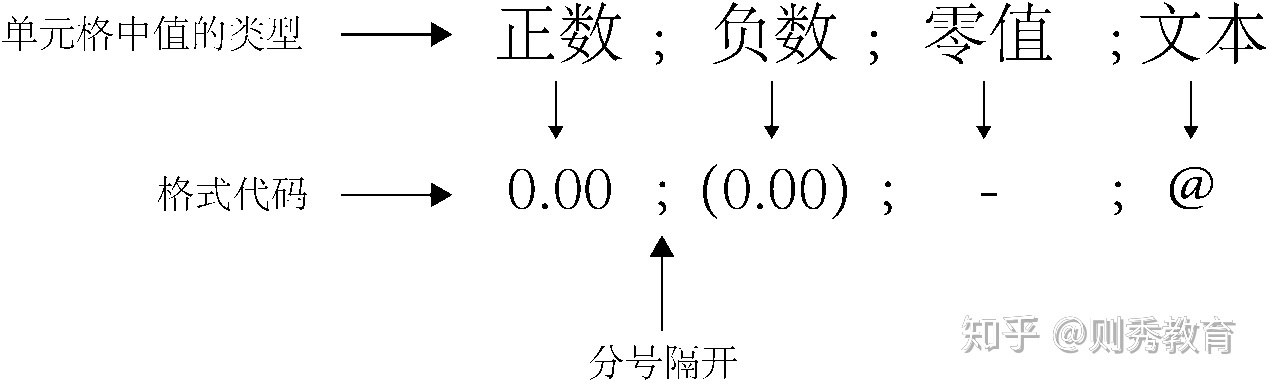 单元格中值的类型 正数 ; 负数 ; 零值 ; 文本
格式代码 0.00 ; (0.00) ; - ; @
分号隔开
知乎 @则秀教育